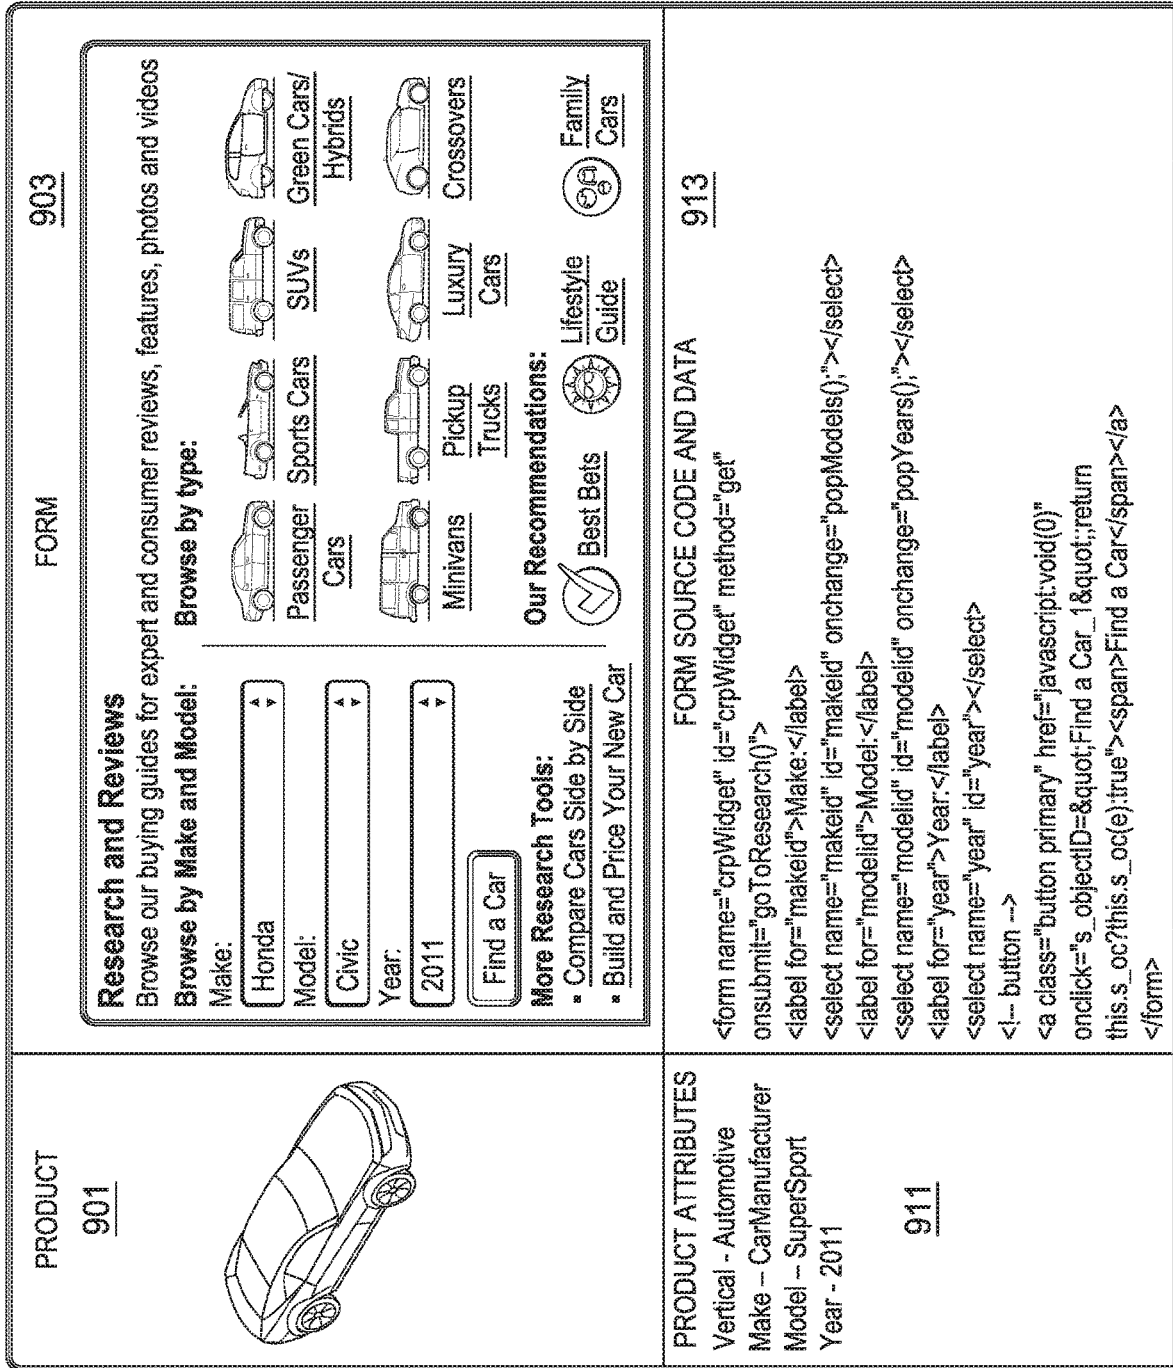 PRODUCT
901
FORM
903
Research and Reviews
Browse our buying guides for expert and consumer reviews, features, photos and videos
Browse by Make and Model:
Make:
Honda
Model:
Civic
Year:
2011
Find a Car
More Research Tools:
▪ Compare Cars Side by Side
▪ Build and Price Your New Car
Browse by type:
Passenger
Cars
Sports Cars
SUVs
Green Cars/
Hybrids
Minivans
Pickup
Trucks
Luxury
Cars
Crossovers
Our Recommendations:
Best Bets
Lifestyle
Guide
Family
Cars
PRODUCT ATTRIBUTES
Vertical - Automotive
Make – CarManufacturer
Model – SuperSport
Year - 2011
911
FORM SOURCE CODE AND DATA
913
<form name="crpWidget" id="crpWidget" method="get"
onsubmit="goToResearch()">
<label for="makeid">Make:</label>
<select name="makeid" id="makeid" onchange="popModels();"></select>
<label for="modelid">Model:</label>
<select name="modelid" id="modelid" onchange="popYears();"></select>
<label for="year">Year:</label>
<select name="year" id="year"></select>
<!-- button -->
<a class="button primary" href="javascript:void(0)"
onclick="s_objectID=&quot;Find a Car_1&quot;;return
this.s_oc?this.s_oc(e):true"><span>Find a Car</span></a>
</form>